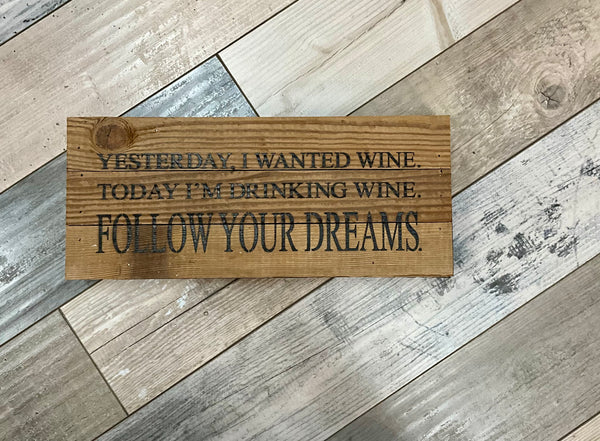 YESTERDAY, I WANTED WINE.
TODAY I'M DRINKING WINE.
FOLLOW YOUR DREAMS.